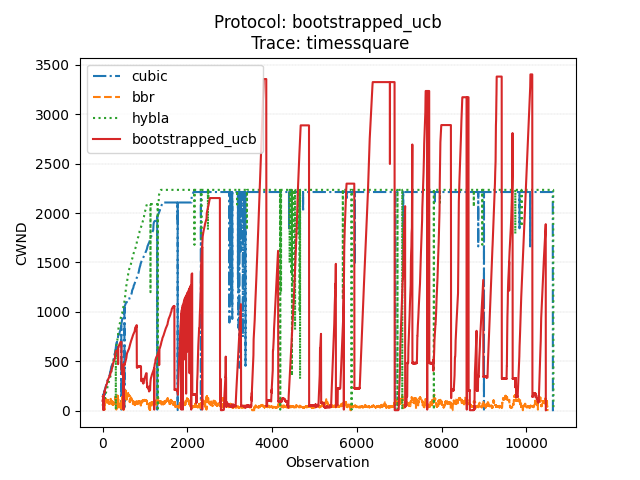 Protocol: bootstrapped_ucb
Trace: timessquare
cubic
bbr
hybla
bootstrapped_ucb
CWND
3500
3000
2500
2000
1500
1000
500
0
0
2000
4000
6000
8000
10000
Observation